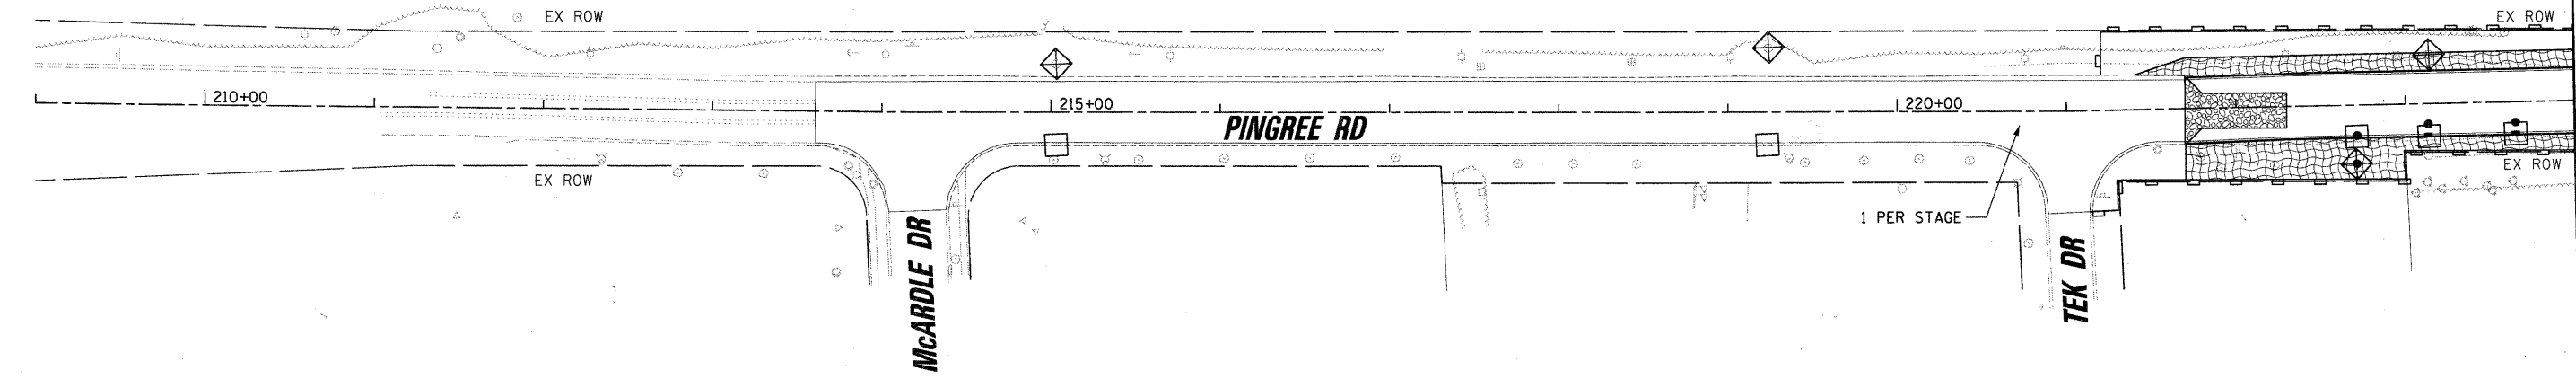 EX ROW
EX ROW
210+00
215+00
220+00
PINGREE RD
EX ROW
EX ROW
1 PER STAGE
McARDLE DR
TEK DR